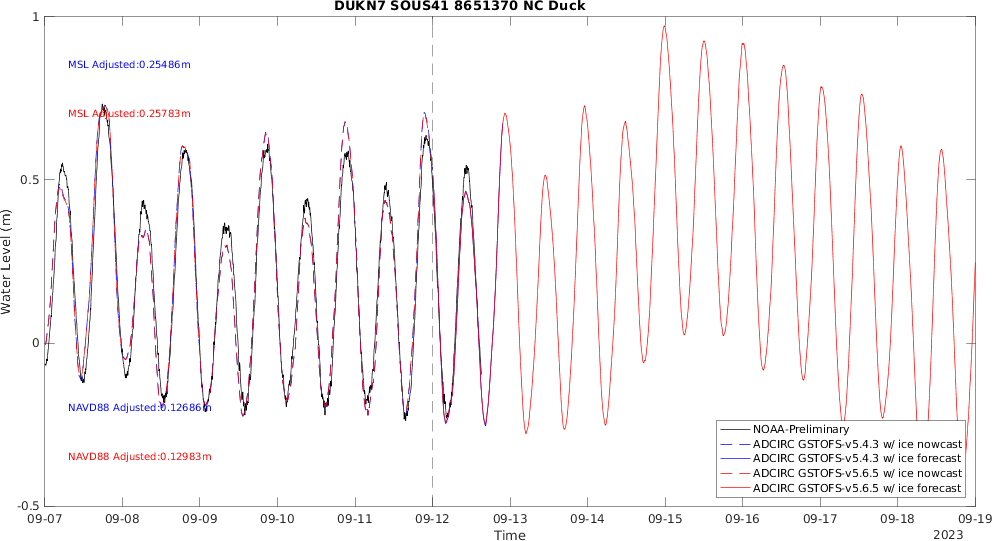 DUKN7 SOUS41 8651370 NC Duck
1
MSL Adjusted:0.25486m
MSL Adjusted:0.25783m
0.5
Water Level (m)
0
NAVD88 Adjusted:0.12686m
NAVD88 Adjusted:0.12983m
NOAA-Preliminary
ADCIRC GSTOFS-v5.4.3 w/ ice nowcast
ADCIRC GSTOFS-v5.4.3 w/ ice forecast
ADCIRC GSTOFS-v5.6.5 w/ ice nowcast
ADCIRC GSTOFS-v5.6.5 w/ ice forecast
-0.5
09-07 09-08 09-09 09-10 09-11 09-12 09-13 09-14 09-15 09-16 09-17 09-18 09-19
Time
2023